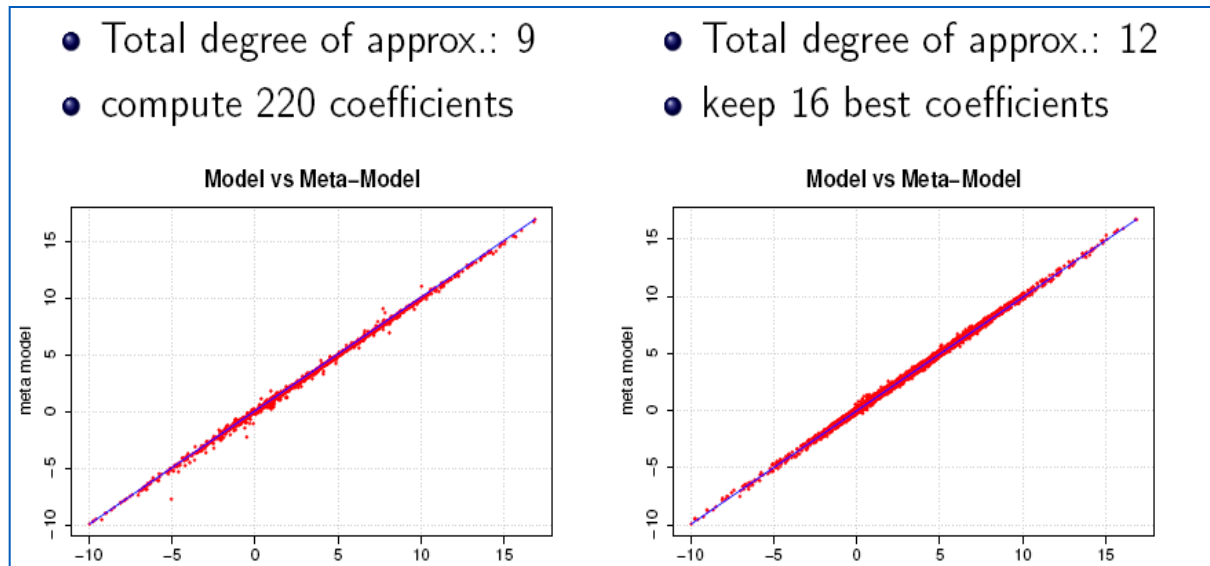 Total degree of approx.: 9
compute 220 coefficients
Model vs Meta-Model
15
10
5
0
-5
-10
meta model
-10 -5 0 5 10 15
Total degree of approx.: 12
keep 16 best coefficients
Model vs Meta-Model
15
10
5
0
-5
-10
meta model
-10 -5 0 5 10 15